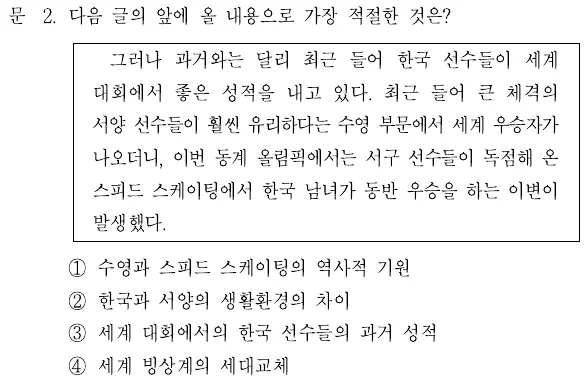 문 2. 다음 글의 앞에 올 내용으로 가장 적절한 것은?
그러나 과거와는 달리 최근 들어 한국 선수들이 세계
대회에서 좋은 성적을 내고 있다. 최근 들어 큰 체격의
서양 선수들이 훨씬 유리하다는 수영 부문에서 세계 우승자가
나오더니, 이번 동계 올림픽에서는 서구 선수들이 독점해 온
스피드 스케이팅에서 한국 남녀가 동반 우승을 하는 이변이
발생했다.
① 수영과 스피드 스케이팅의 역사적 기원
② 한국과 서양의 생활환경의 차이
③ 세계 대회에서의 한국 선수들의 과거 성적
④ 세계 빙상계의 세대교체